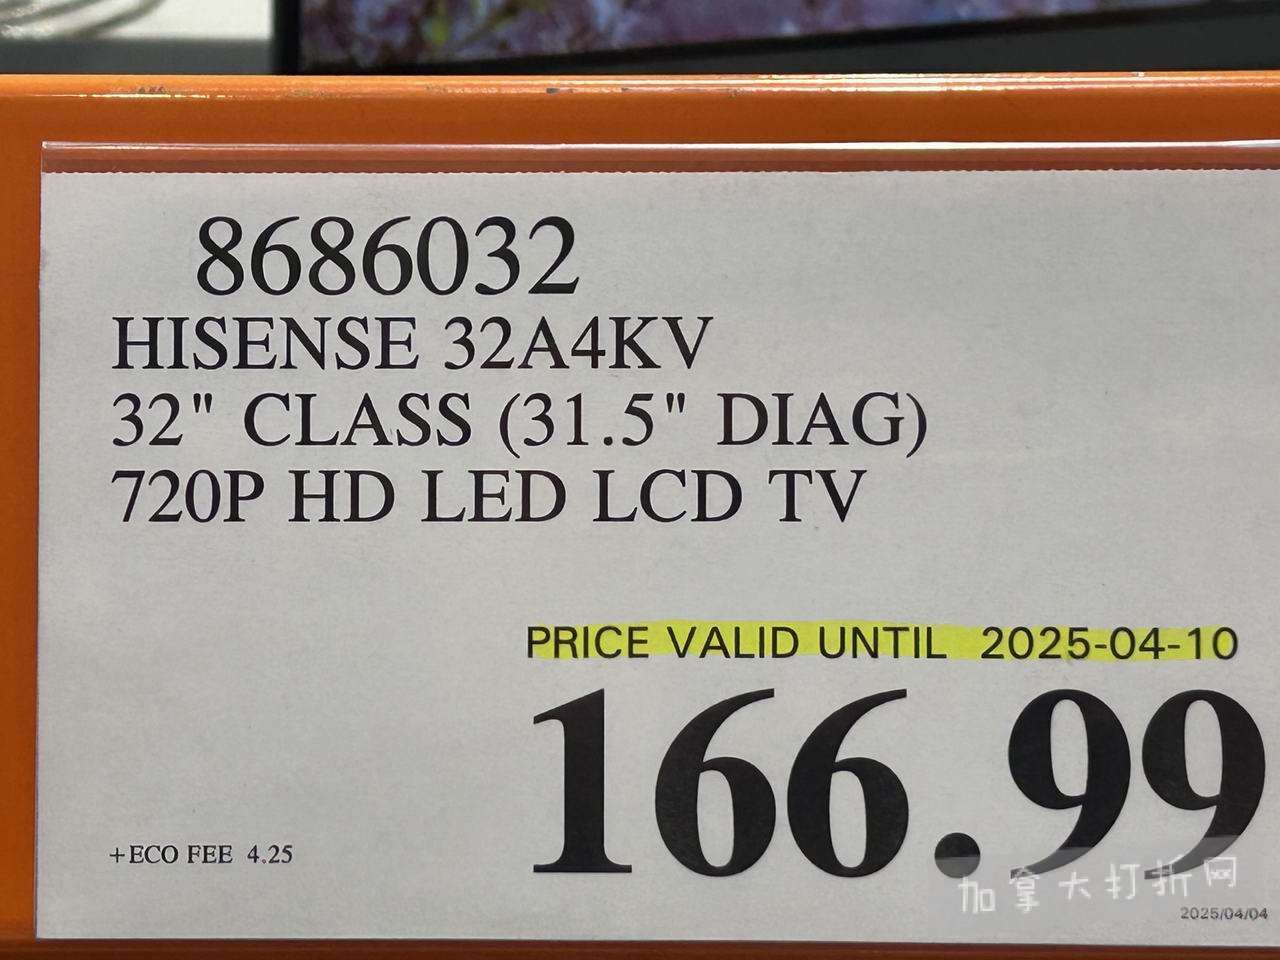 8686032
HISENSE 32A4KV
32" CLASS (31.5" DIAG)
720P HD LED LCD TV
PRICE VALID UNTIL 2025-04-10
166.99
+ECO FEE 4.25
加拿大打折网
2025/04/04